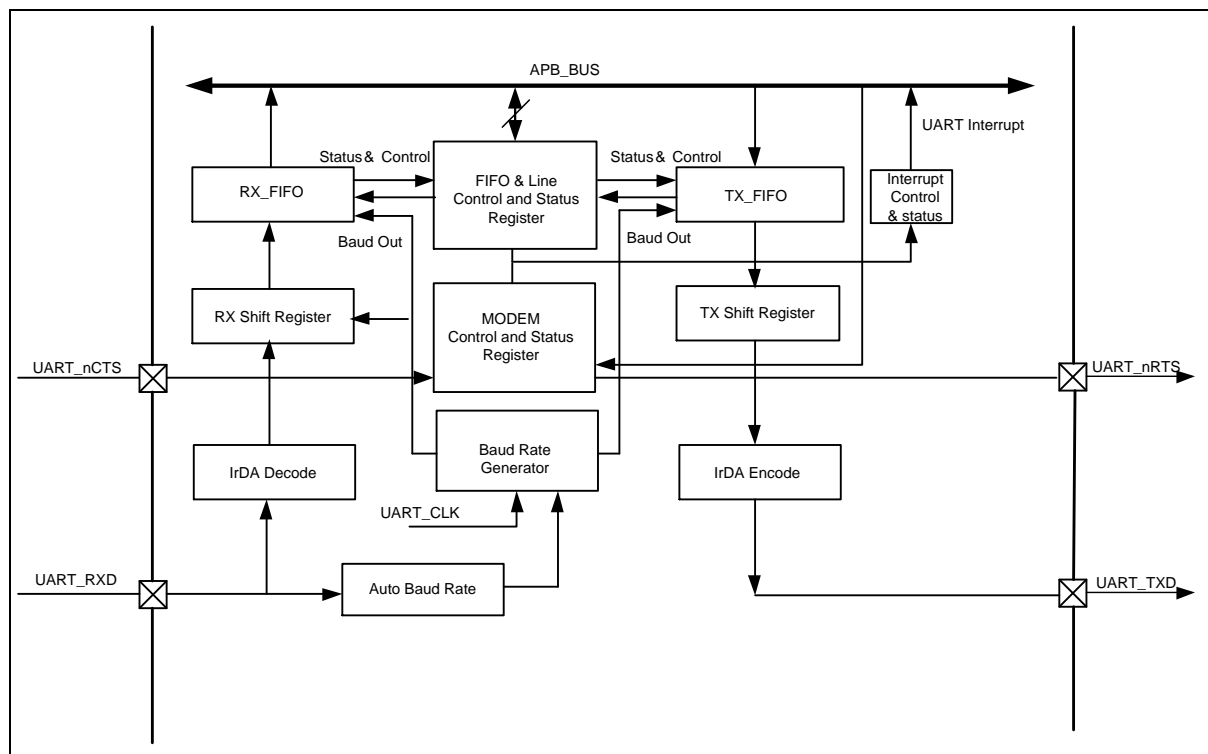 APB_BUS
UART Interrupt
Status & Control
Status & Control
RX_FIFO
FIFO & Line
Control and Status
Register
TX_FIFO
Interrupt
Control
& status
Baud Out
Baud Out
RX Shift Register
MODEM
Control and Status
Register
TX Shift Register
UART_nCTS
UART_nRTS
IrDA Decode
Baud Rate
Generator
IrDA Encode
UART_CLK
UART_RXD
Auto Baud Rate
UART_TXD